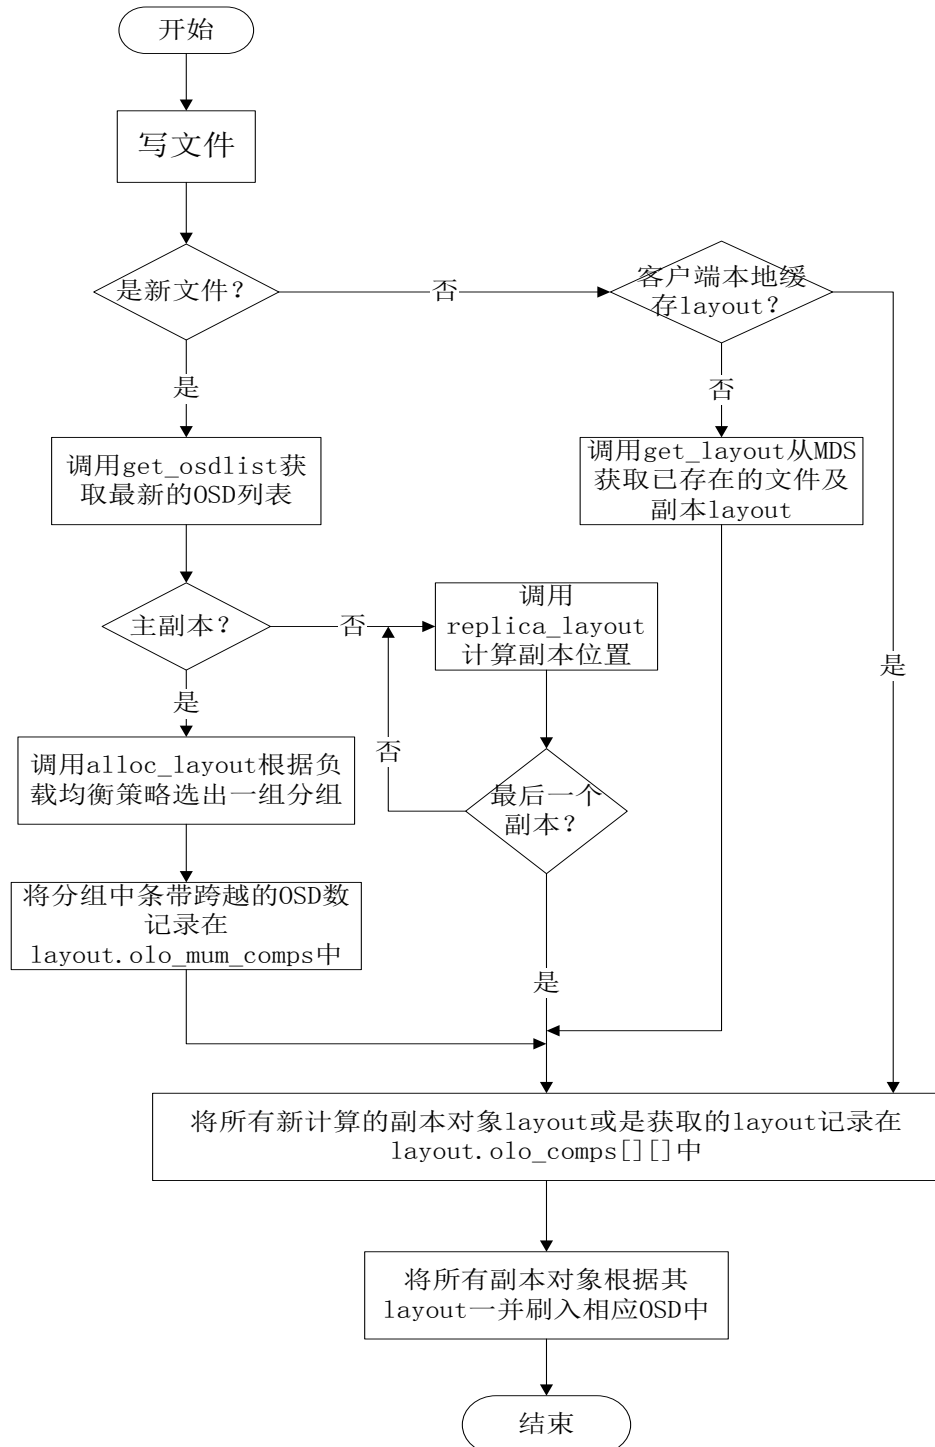 开始
写文件
是新文件?
否
客户端本地缓
存layout?
是
否
调用get_osdlist获
取最新的OSD列表
调用get_layout从MDS
获取已存在的文件及
副本layout
主副本?
否
调用
replica_layout
计算副本位置
是
是
否
调用alloc_layout根据负
载均衡策略选出一组分组
最后一个
副本?
将分组中条带跨越的OSD数
记录在
layout.olo_mum_comps中
是
将所有新计算的副本对象layout或是获取的layout记录在
layout.olo_comps[][]中
将所有副本对象根据其
layout一并刷入相应OSD中
结束